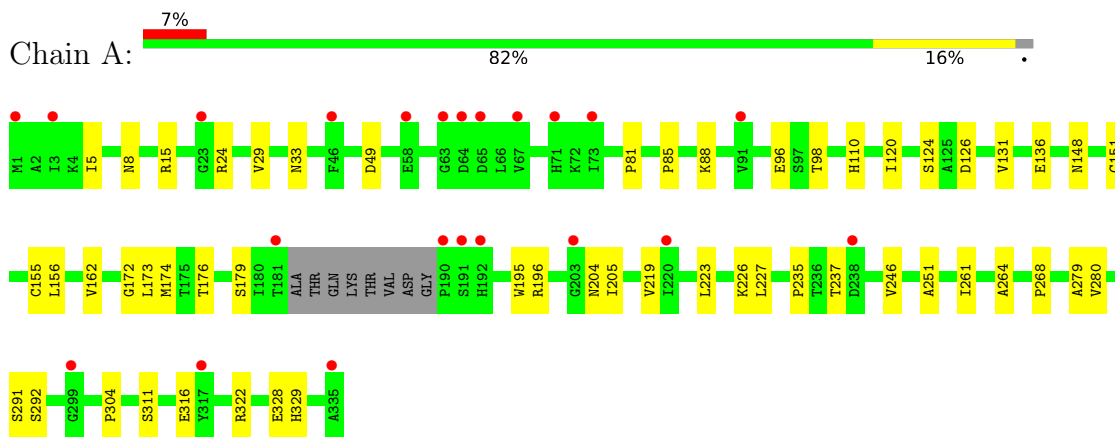 7%
Chain A:
82% 16% •
M1 A2 I3 K4 I5 N8 R15 G23 R24 V29 N33 F46 D49 E58 G63 D64 D65 L66 V67 H71 K72 I73 P81 P85 K88 V91 E96 S97 T98 H110 I120 S124 A125 D126 V131 E136 N148 C151
C155 L156 V162 G172 L173 M174 T175 T176 S179 I180 T181 ALA THR GLN LYS THR VAL ASP GLY P190 S191 H192 W195 R196 G203 N204 I205 V219 I220 L223 K226 L227 P235 T236 T237 D238 V246 A251 I261 A264 P268 A279 V280
S291 S292 G299 P304 S311 E316 Y317 R322 E328 H329 A335